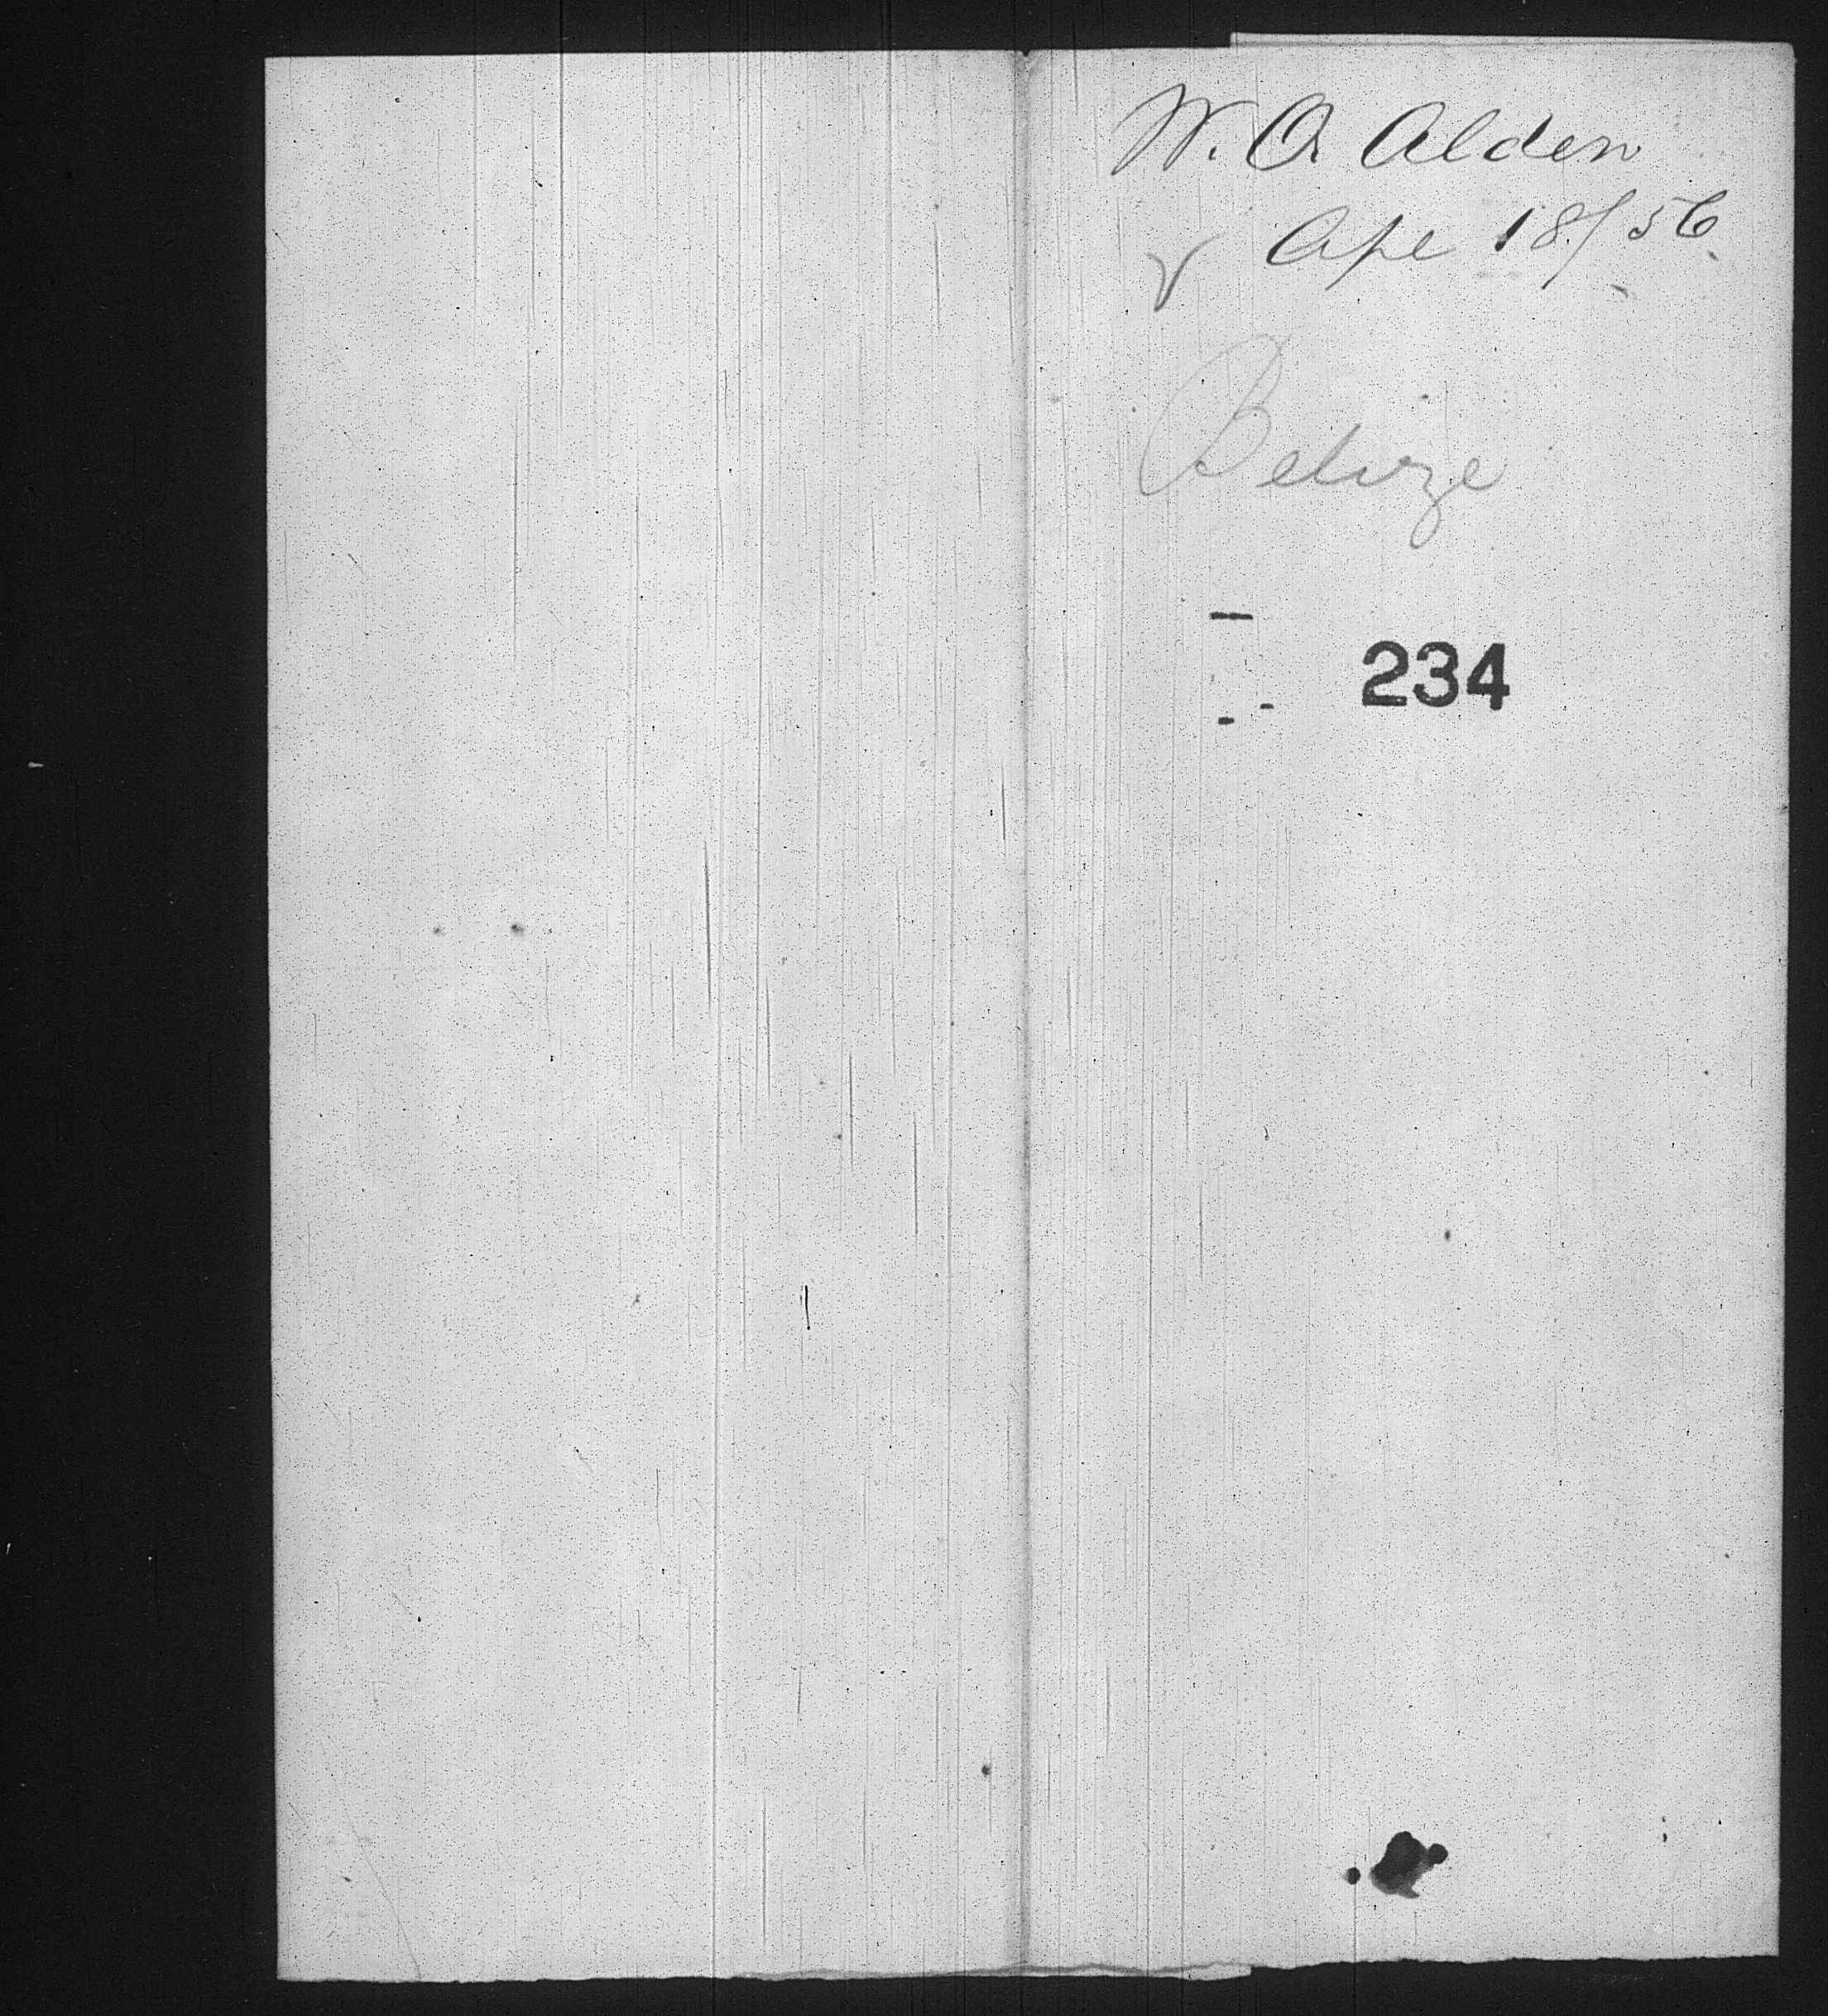 W. A. Alden
Apl 18/56.
Belize
234